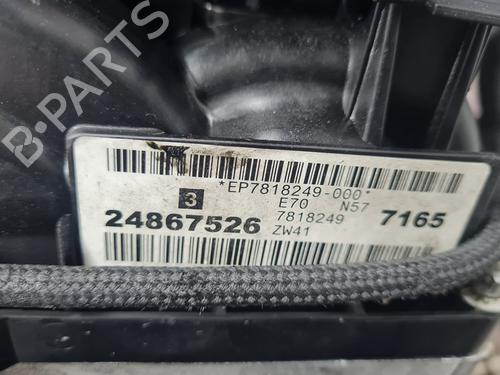 B-PARTS
*EP7818249-000*
3 E70 N57
24867526 7818249 7165
ZW41